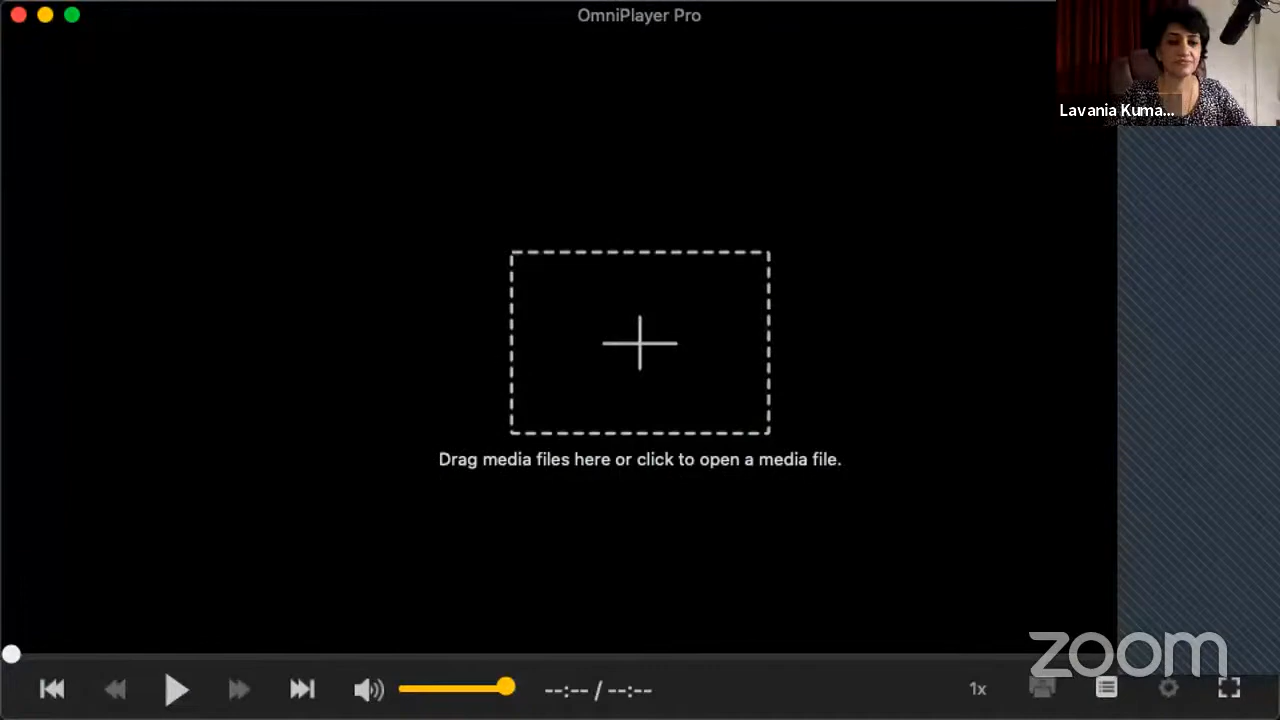 OmniPlayer Pro
Lavania Kuma...
Drag media files here or click to open a media file.
--:-- / --:--
1x
zoom